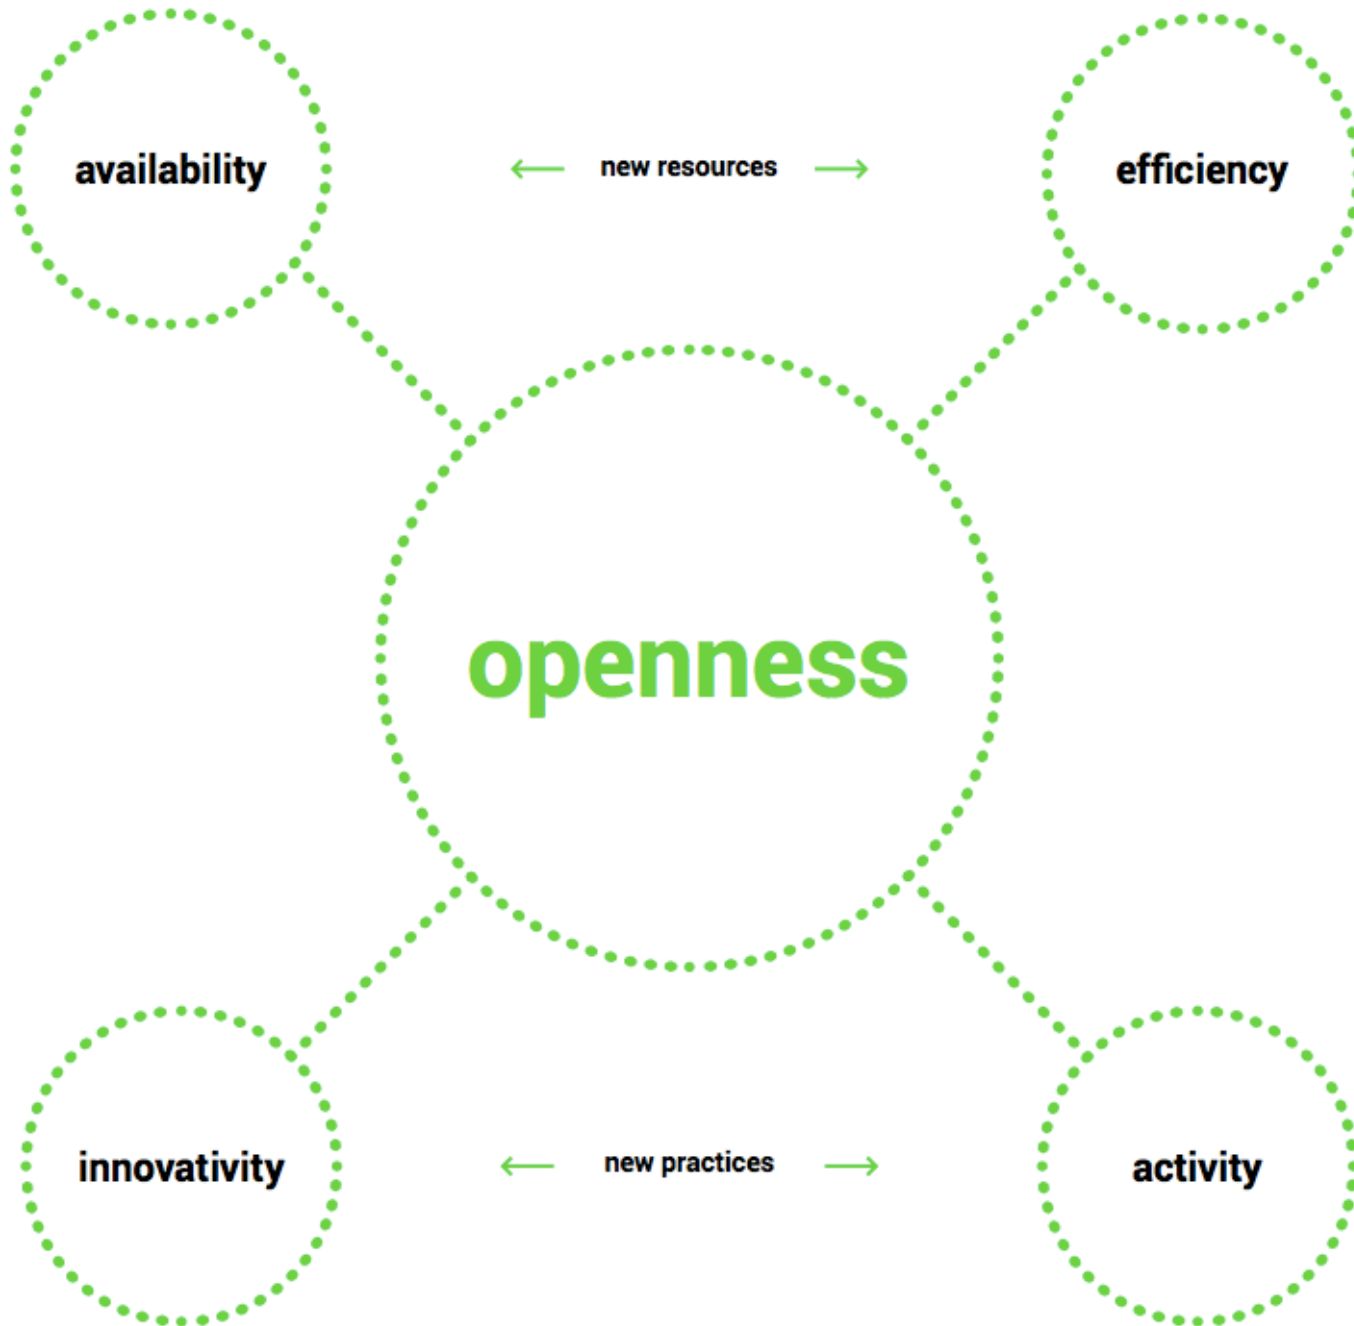 availability
new resources
efficiency
openness
innovativity
new practices
activity